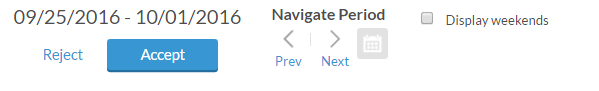 09/25/2016 - 10/01/2016
Reject
Accept
Navigate Period
Prev
Next
Display weekends